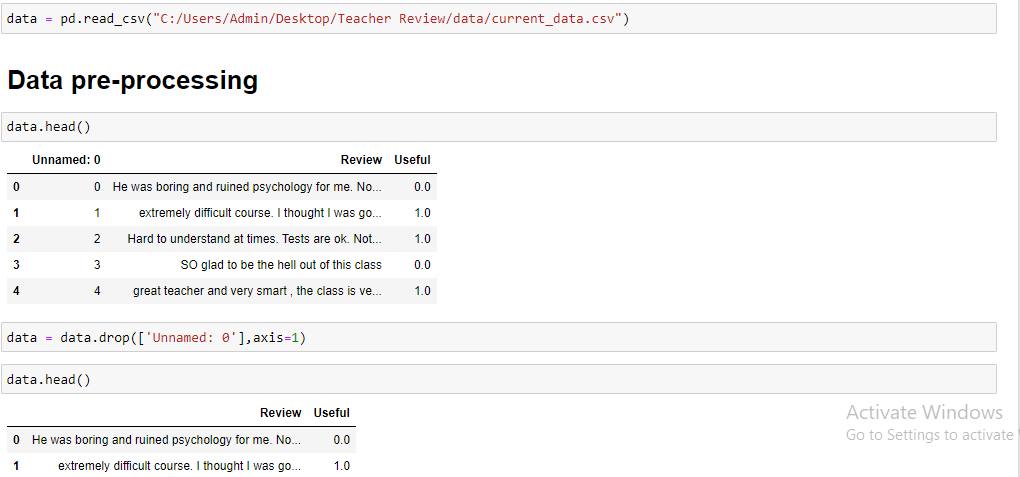 data = pd.read_csv("C:/Users/Admin/Desktop/Teacher Review/data/current_data.csv")
Data pre-processing
data.head()
Unnamed: 0 Review Useful
0 0 He was boring and ruined psychology for me. No... 0.0
1 1 extremely difficult course. I thought I was go... 1.0
2 2 Hard to understand at times. Tests are ok. Not... 1.0
3 3 SO glad to be the hell out of this class 0.0
4 4 great teacher and very smart , the class is ve... 1.0
data = data.drop(['Unnamed: 0'],axis=1)
data.head()
Review Useful
0 He was boring and ruined psychology for me. No... 0.0
1 extremely difficult course. I thought I was go... 1.0
Activate Windows
Go to Settings to activate